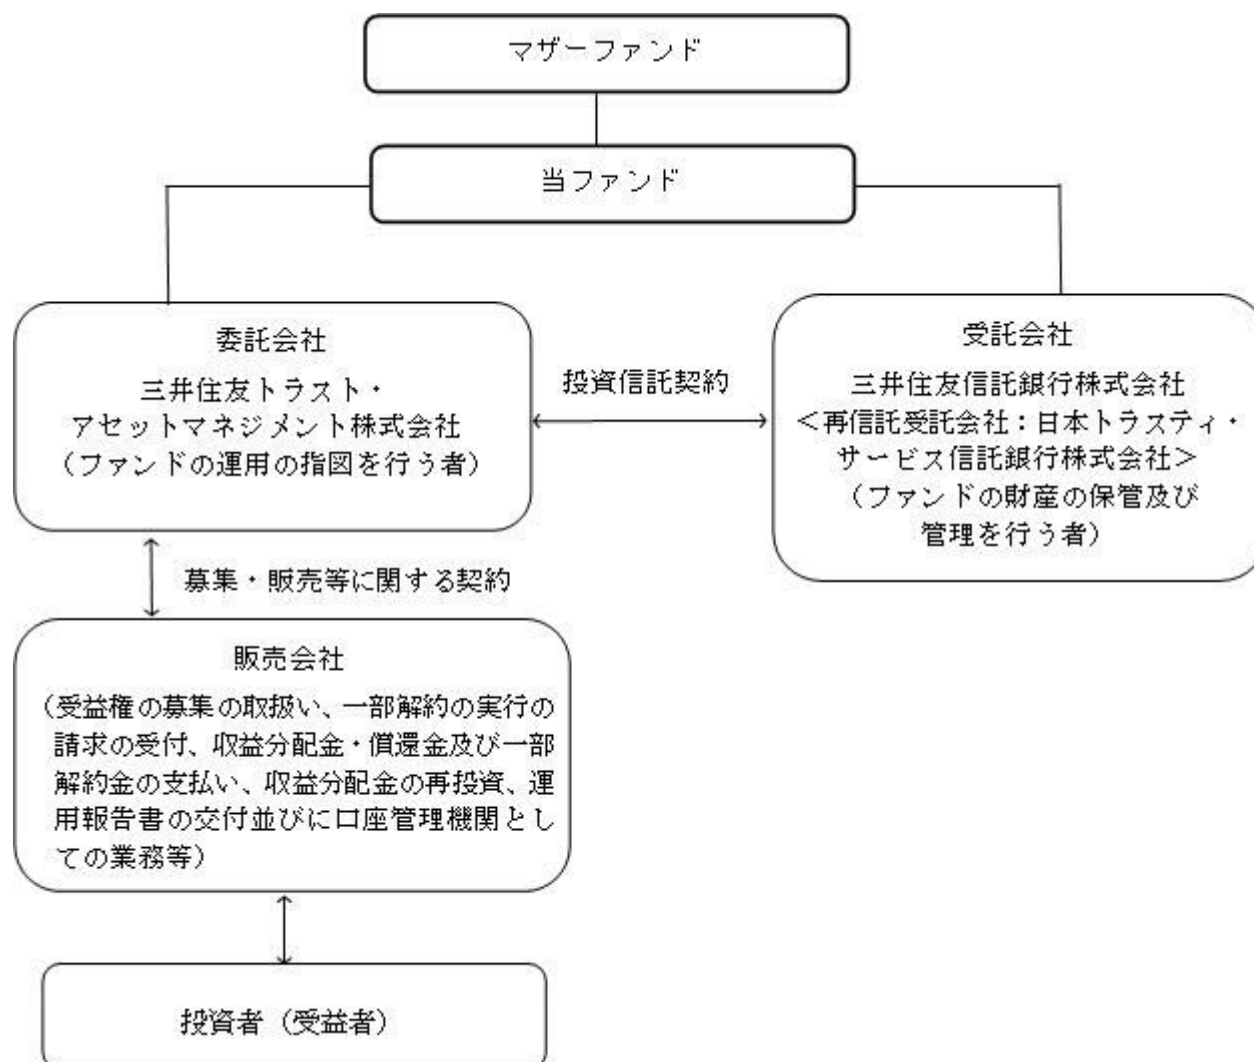 マザーファンド
当ファンド
委託会社
三井住友トラスト・
アセットマネジメント株式会社
（ファンドの運用の指図を行う者）
投資信託契約
受託会社
三井住友信託銀行株式会社
＜再信託受託会社：日本トラスティ・
サービス信託銀行株式会社＞
（ファンドの財産の保管及び
管理を行う者）
募集・販売等に関する契約
販売会社
（受益権の募集の取扱い、一部解約の実行の
請求の受付、収益分配金・償還金及び一部
解約金の支払い、収益分配金の再投資、運
用報告書の交付並びに口座管理機関とし
ての業務等）
投資者（受益者）